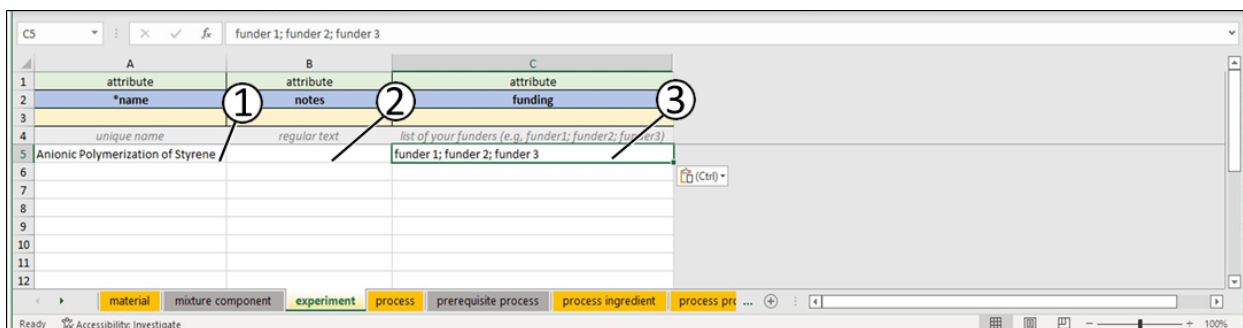 C5 fx funder 1; funder 2; funder 3
A B C
1 attribute attribute attribute
2 *name notes funding
3
4 unique name regular text list of your funders (e.g, funder1; funder2; funder3)
5 Anionic Polymerization of Styrene funder 1; funder 2; funder 3
1 2 3
6 (Ctrl)
7
8
9
10
11
12
material mixture component experiment process prerequisite process process ingredient process pro ...
Ready Accessibility: Investigate 100%